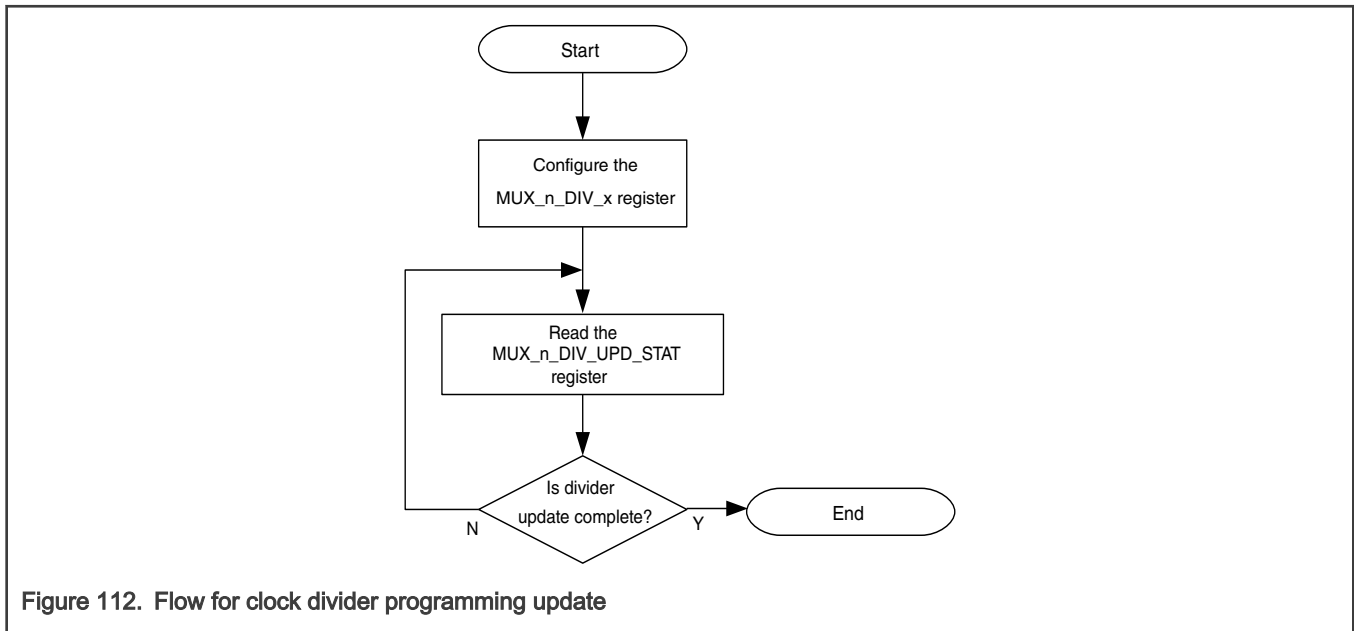 Start
Configure the
MUX_n_DIV_x register
Read the
MUX_n_DIV_UPD_STAT
register
Is divider
update complete?
N
Y
End
Figure 112. Flow for clock divider programming update